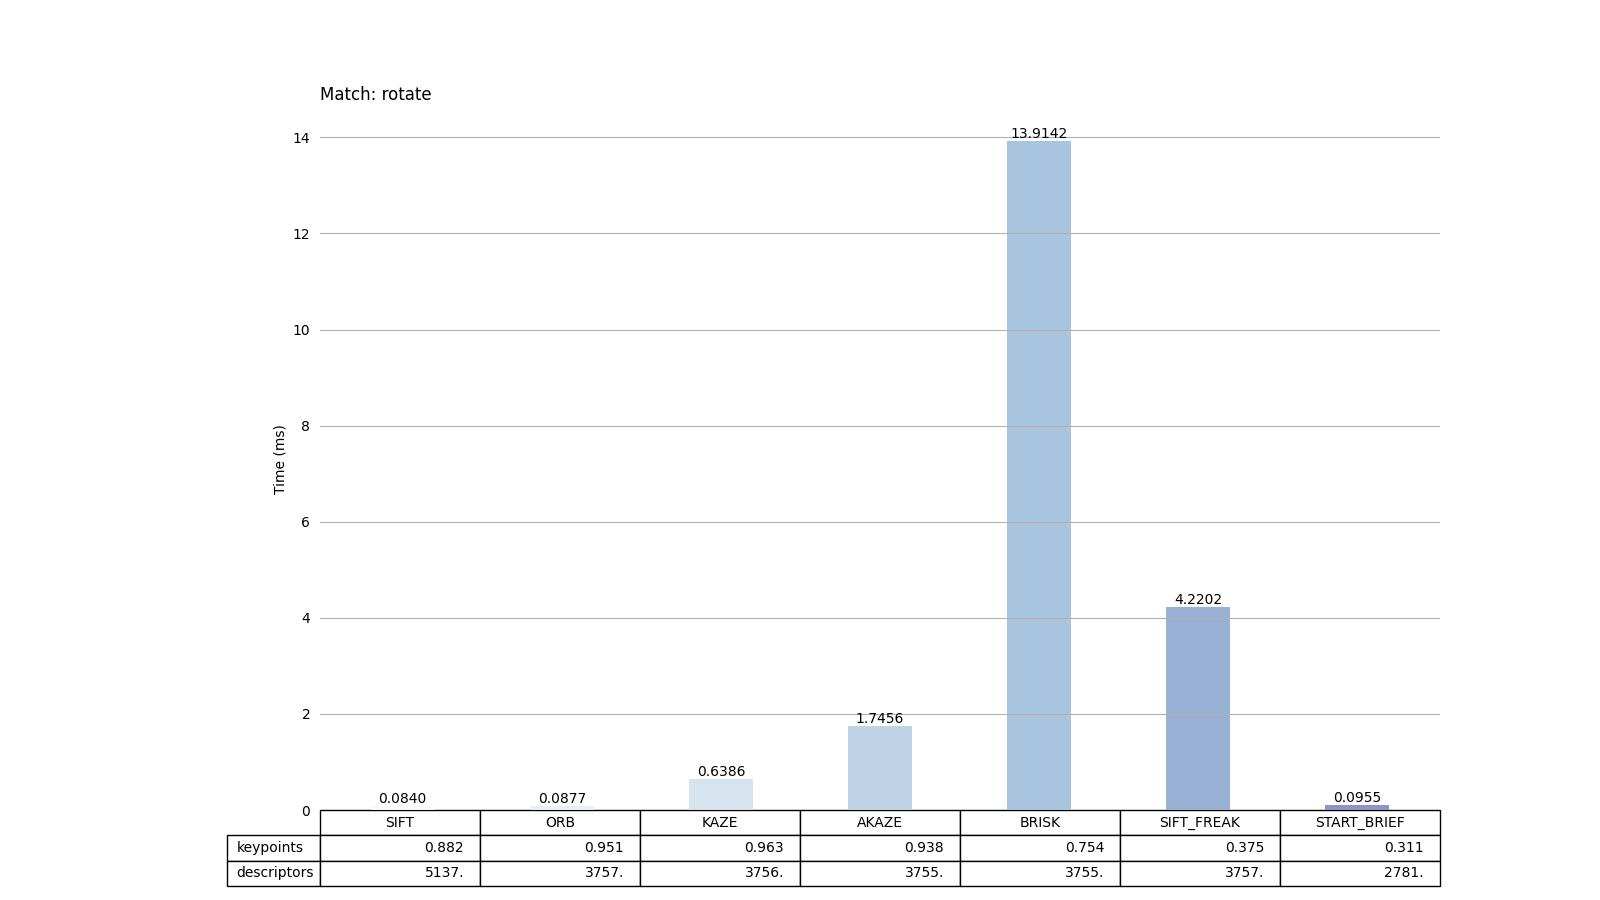 Match: rotate
14
13.9142
12
10
8
Time (ms)
6
4.2202
4
2
1.7456
0.6386
0.0840 0.0877 0.0955
0
SIFT ORB KAZE AKAZE BRISK SIFT_FREAK START_BRIEF
keypoints 0.882 0.951 0.963 0.938 0.754 0.375 0.311
descriptors 5137. 3757. 3756. 3755. 3755. 3757. 2781.